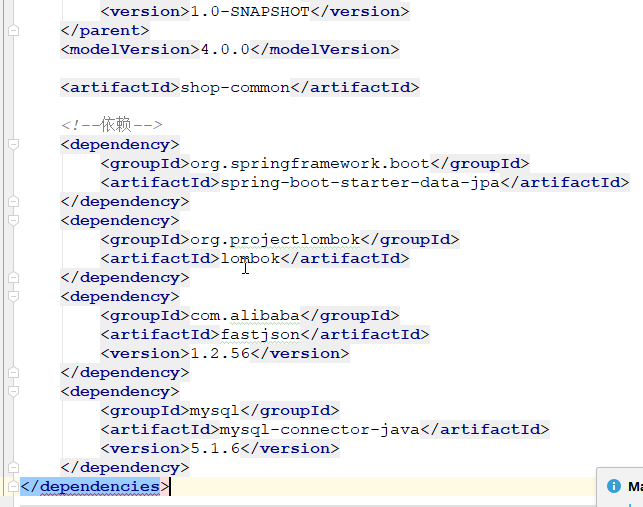 <version>1.0-SNAPSHOT</version>
</parent>
<modelVersion>4.0.0</modelVersion>
<artifactId>shop-common</artifactId>
<!--依赖-->
<dependency>
<groupId>org.springframework.boot</groupId>
<artifactId>spring-boot-starter-data-jpa</artifactId>
</dependency>
<dependency>
<groupId>org.projectlombok</groupId>
<artifactId>lombok</artifactId>
</dependency>
<dependency>
<groupId>com.alibaba</groupId>
<artifactId>fastjson</artifactId>
<version>1.2.56</version>
</dependency>
<dependency>
<groupId>mysql</groupId>
<artifactId>mysql-connector-java</artifactId>
<version>5.1.6</version>
</dependency>
</dependencies>